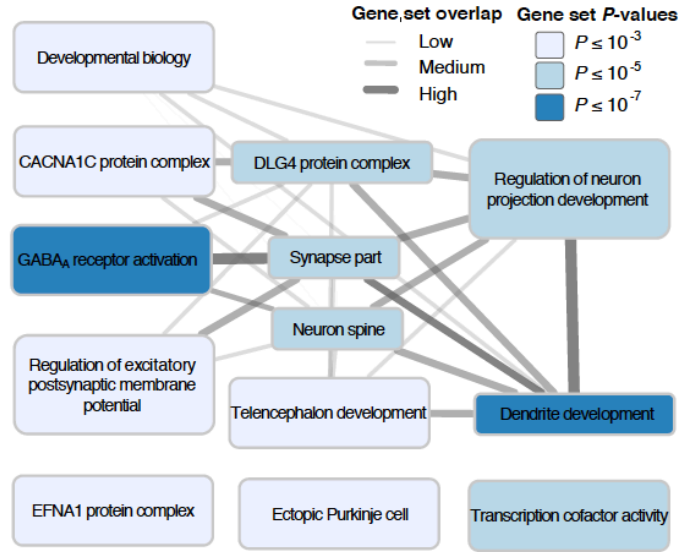 Gene set overlap
Low
Medium
High
Gene set P-values
P ≤ 10⁻³
P ≤ 10⁻⁵
P ≤ 10⁻⁷
Developmental biology
CACNA1C protein complex
DLG4 protein complex
Regulation of neuron
projection development
GABA_A receptor activation
Synapse part
Neuron spine
Regulation of excitatory
postsynaptic membrane
potential
Telencephalon development
Dendrite development
EFNA1 protein complex
Ectopic Purkinje cell
Transcription cofactor activity